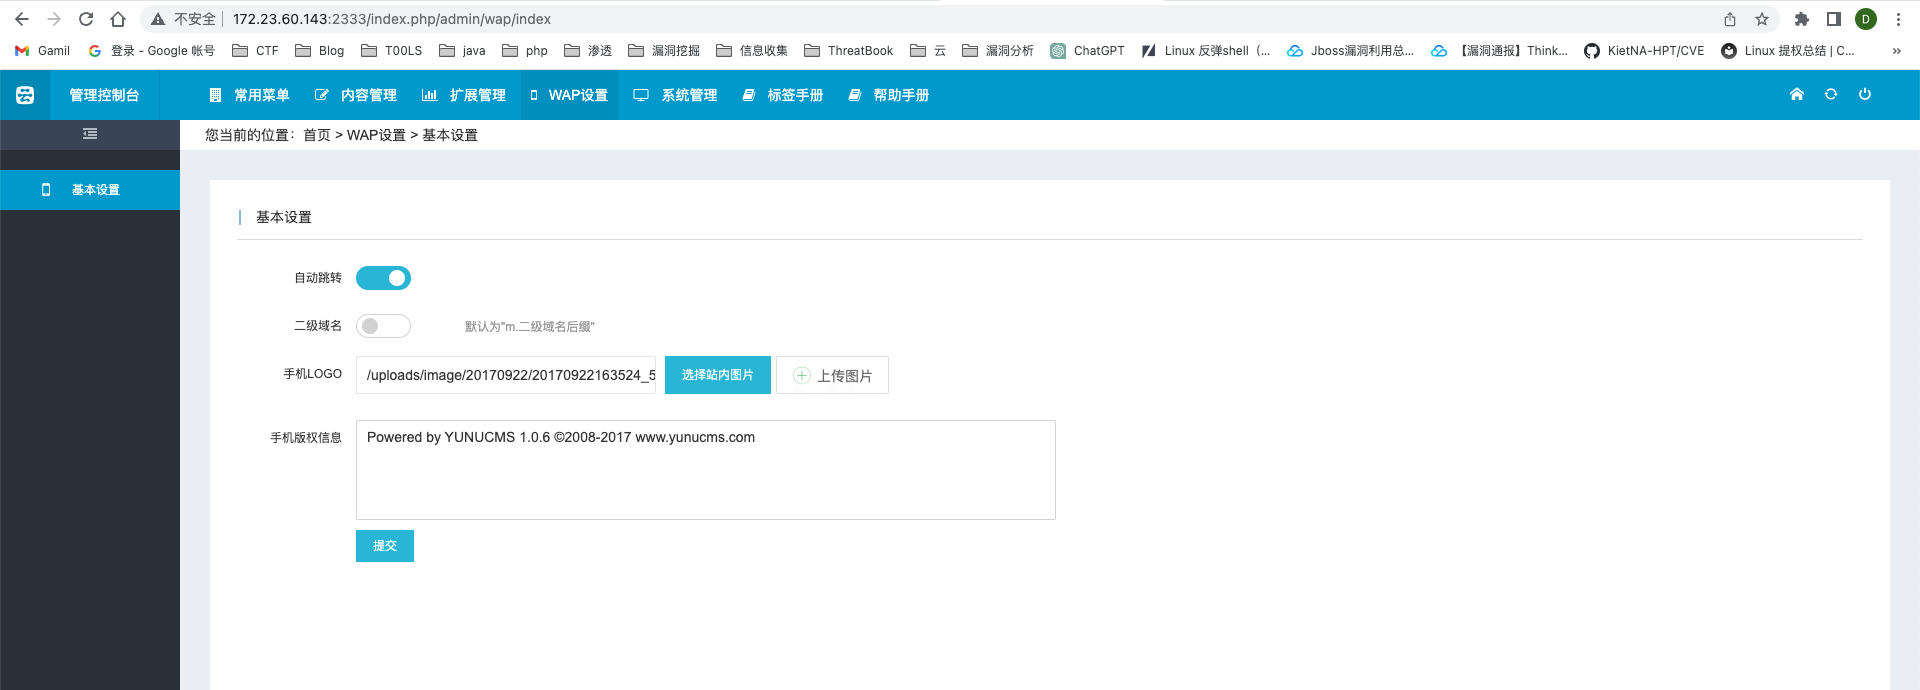 不安全 172.23.60.143:2333/index.php/admin/wap/index D
Gamil 登录 - Google 帐号 CTF Blog T00LS java php 渗透 漏洞挖掘 信息收集 ThreatBook 云 漏洞分析 ChatGPT Linux 反弹shell（... Jboss漏洞利用总... 【漏洞通报】Think... KietNA-HPT/CVE Linux 提权总结 | C... »
云 管理控制台 常用菜单 内容管理 扩展管理 WAP设置 系统管理 标签手册 帮助手册
您当前的位置：首页 > WAP设置 > 基本设置
基本设置
基本设置
自动跳转
二级域名 默认为"m.二级域名后缀"
手机LOGO /uploads/image/20170922/20170922163524_5 选择站内图片 上传图片
手机版权信息 Powered by YUNUCMS 1.0.6 ©2008-2017 www.yunucms.com
提交